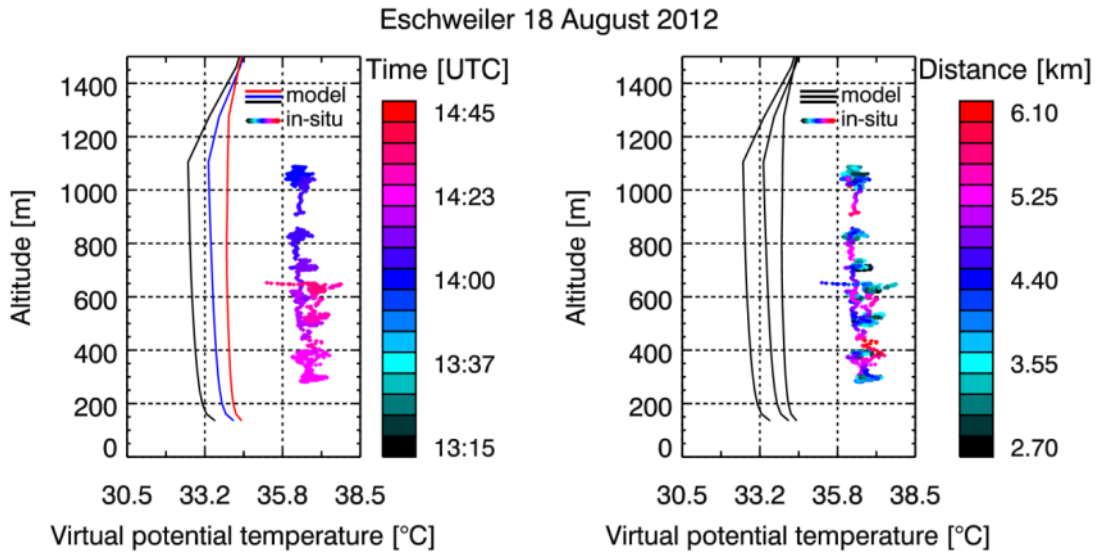 Eschweiler 18 August 2012
Time [UTC]
1400
1200
1000
800
600
400
200
0
Altitude [m]
model
in-situ
14:45
14:23
14:00
13:37
13:15
30.5 33.2 35.8 38.5
Virtual potential temperature [°C]
Distance [km]
1400
1200
1000
800
600
400
200
0
Altitude [m]
model
in-situ
6.10
5.25
4.40
3.55
2.70
30.5 33.2 35.8 38.5
Virtual potential temperature [°C]